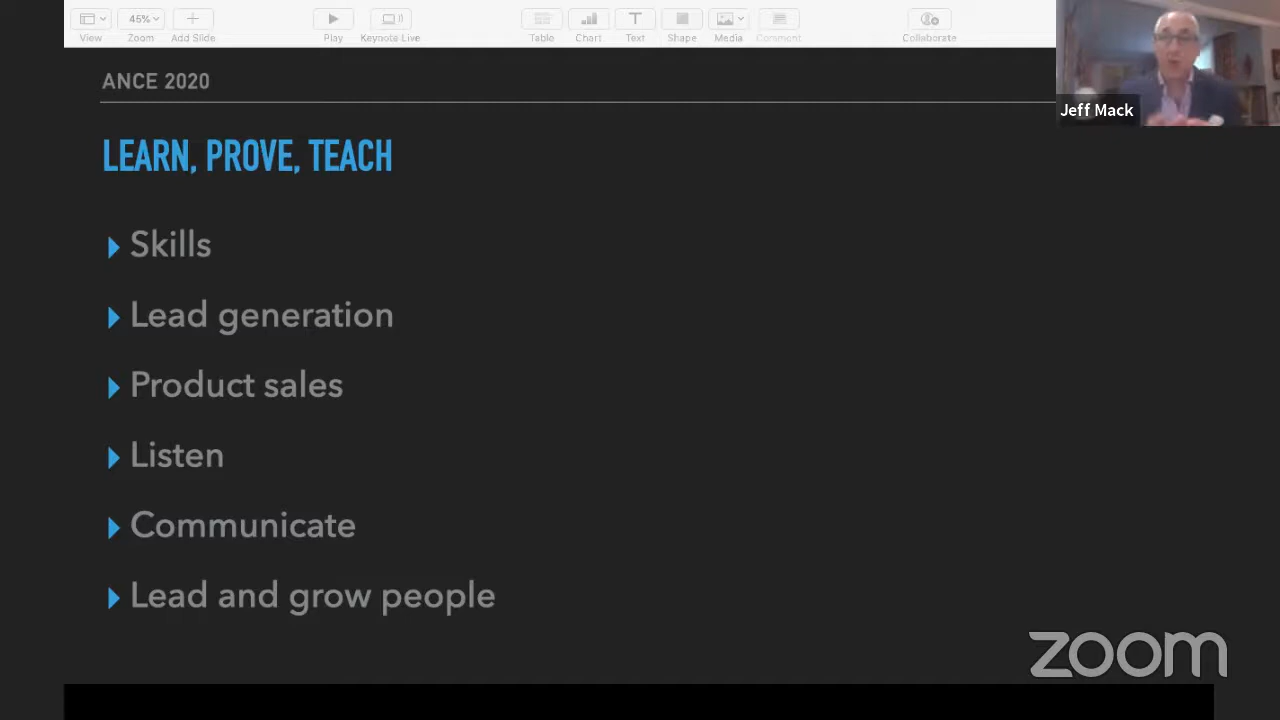 45%
View
Zoom
Add Slide
Play
Keynote Live
Table
Chart
Text
Shape
Media
Comment
Collaborate
Jeff Mack
ANCE 2020
LEARN, PROVE, TEACH
Skills
Lead generation
Product sales
Listen
Communicate
Lead and grow people
zoom